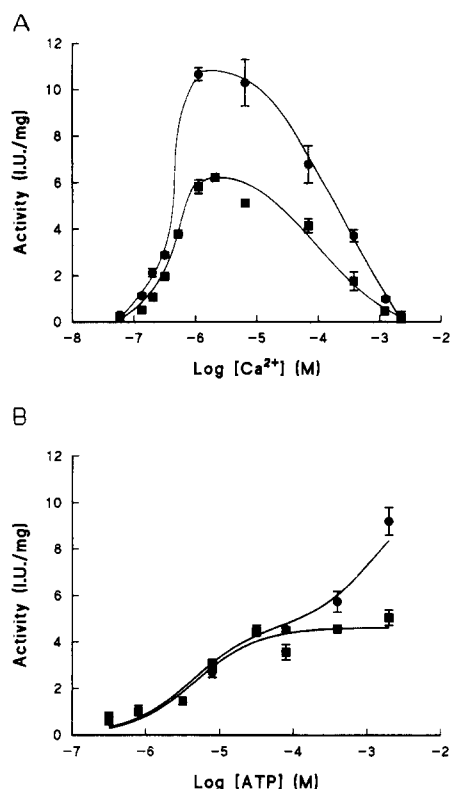 A
12
10
8
6
4
2
0
Activity (I.U./mg)
-8 -7 -6 -5 -4 -3 -2
Log [Ca²⁺] (M)
B
12
10
8
6
4
2
0
Activity (I.U./mg)
-7 -6 -5 -4 -3 -2
Log [ATP] (M)